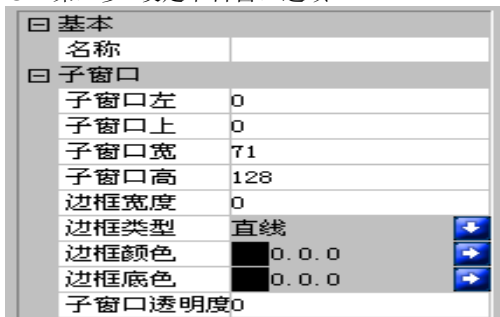 基本
名称
子窗口
子窗口左 0
子窗口上 0
子窗口宽 71
子窗口高 128
边框宽度 0
边框类型 直线
边框颜色 0.0.0
边框底色 0.0.0
子窗口透明度 0